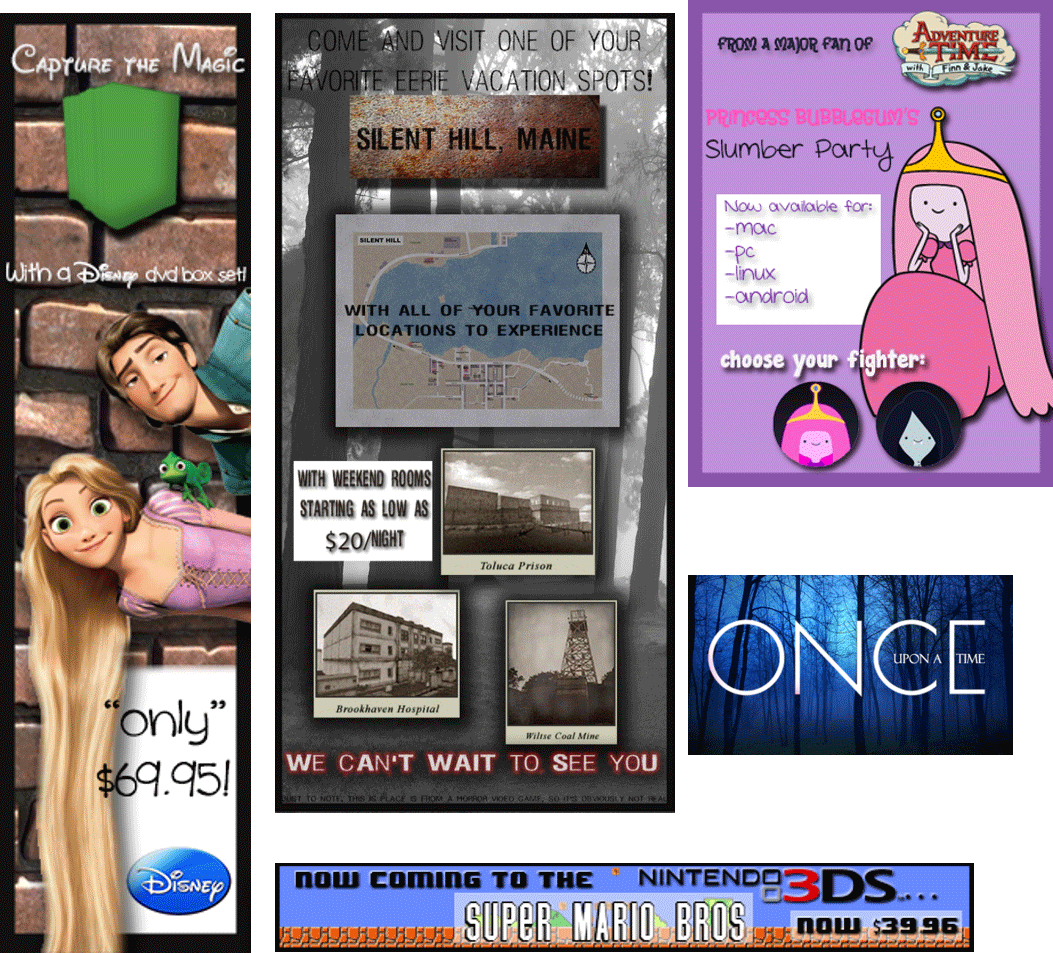 Capture the Magic
With a Disney dvd box set!
"only"
$69.95!
Disney
COME AND VISIT ONE OF YOUR
FAVORITE EERIE VACATION SPOTS!
SILENT HILL, MAINE
SILENT HILL
WITH ALL OF YOUR FAVORITE
LOCATIONS TO EXPERIENCE
WITH WEEKEND ROOMS
STARTING AS LOW AS
$20/NIGHT
Toluca Prison
Brookhaven Hospital
Wiltse Coal Mine
WE CAN'T WAIT TO SEE YOU
JUST TO NOTE, THIS PLACE IS FROM A HORROR VIDEO GAME, SO IT'S OBVIOUSLY NOT REAL
FROM A MAJOR FAN OF
ADVENTURE
TIME
with Finn & Jake
PRINCESS BUBBLEGUM'S
Slumber Party
Now available for:
-mac
-pc
-linux
-android
choose your fighter:
ONCE
UPON A TIME
NOW COMING TO THE NINTENDO 3DS....
SUPER MARIO BROS
NOW $39.96